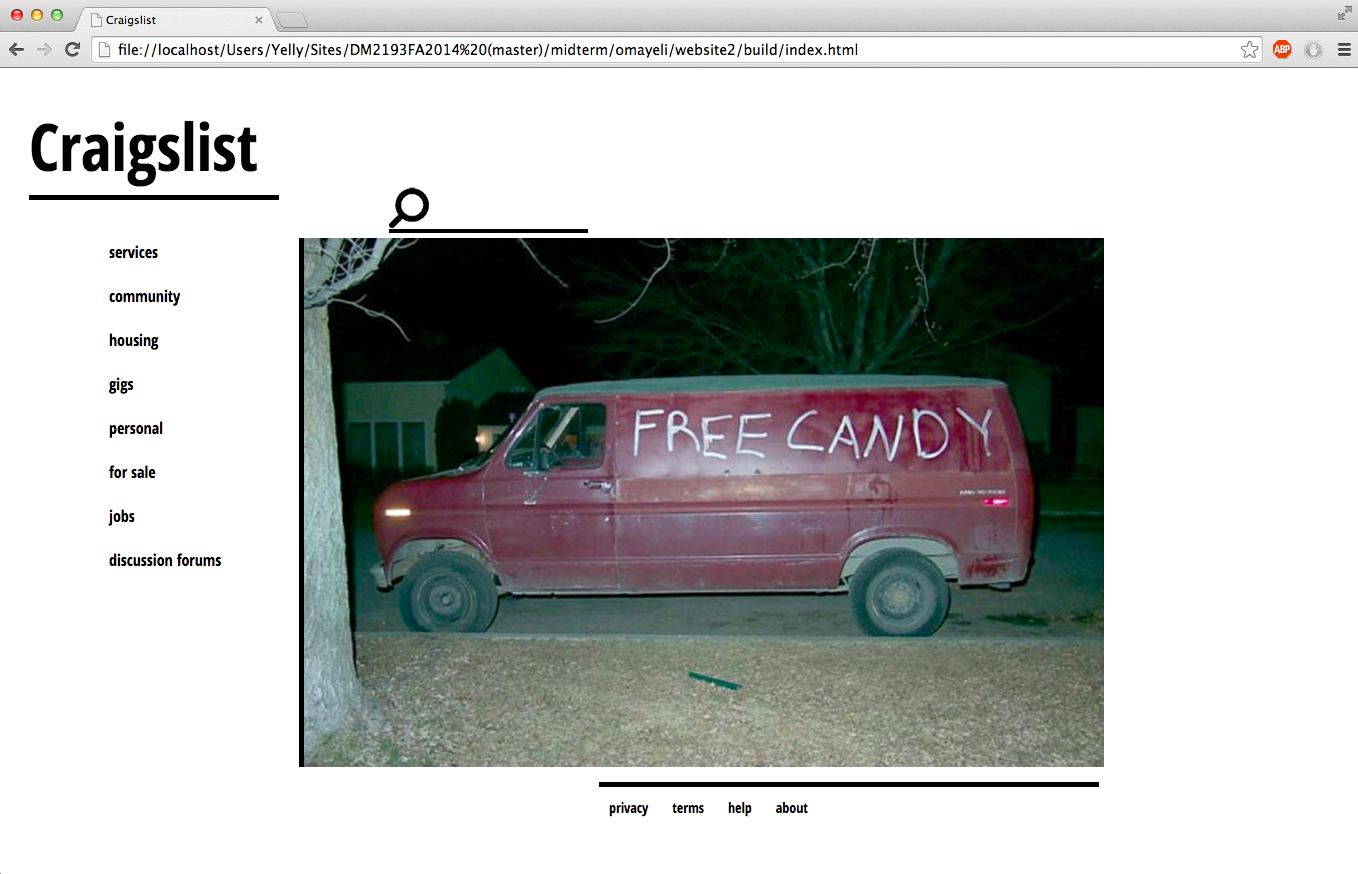 Craigslist
file://localhost/Users/Yelly/Sites/DM2193FA2014%20(master)/midterm/omayeli/website2/build/index.html
ABP
Craigslist
services
community
housing
gigs
personal
for sale
jobs
discussion forums
FREE CANDY
privacy terms help about